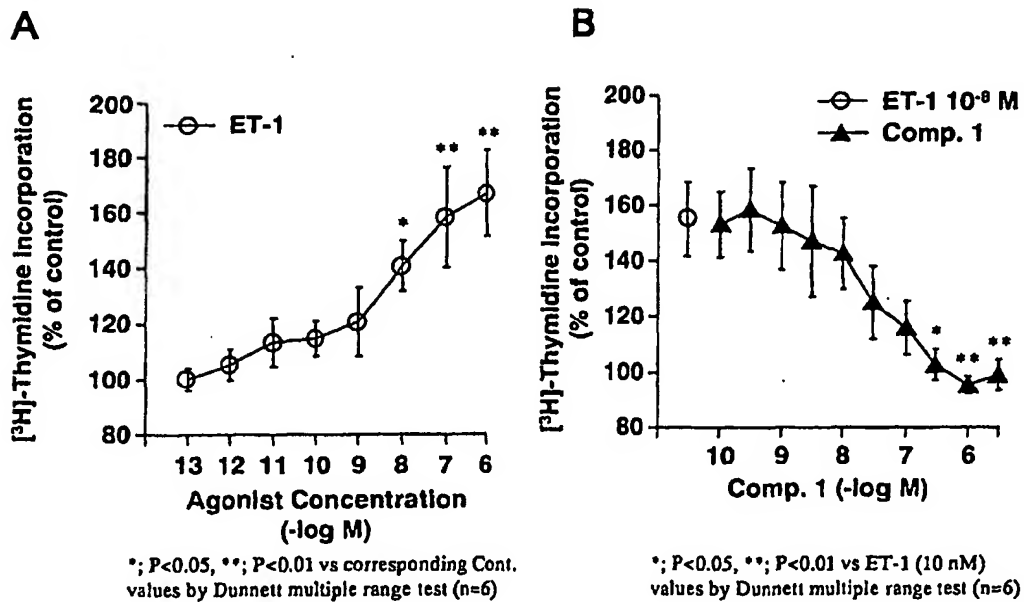 A
[³H]-Thymidine Incorporation
(% of control)
200
180
160
140
120
100
80
ET-1
*
**
**
13 12 11 10 9 8 7 6
Agonist Concentration
(-log M)
*; P<0.05, **; P<0.01 vs corresponding Cont.
values by Dunnett multiple range test (n=6)
B
[³H]-Thymidine Incorporation
(% of control)
200
180
160
140
120
100
80
ET-1 10⁻⁸ M
Comp. 1
*
**
**
10 9 8 7 6
Comp. 1 (-log M)
*; P<0.05, **; P<0.01 vs ET-1 (10 nM)
values by Dunnett multiple range test (n=6)